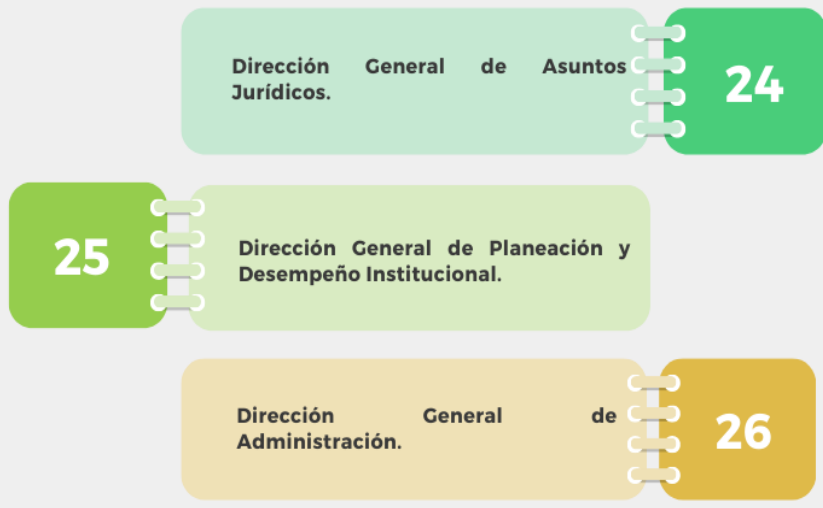 Dirección General de Asuntos
Jurídicos.
24
25
Dirección General de Planeación y
Desempeño Institucional.
Dirección General de
Administración.
26